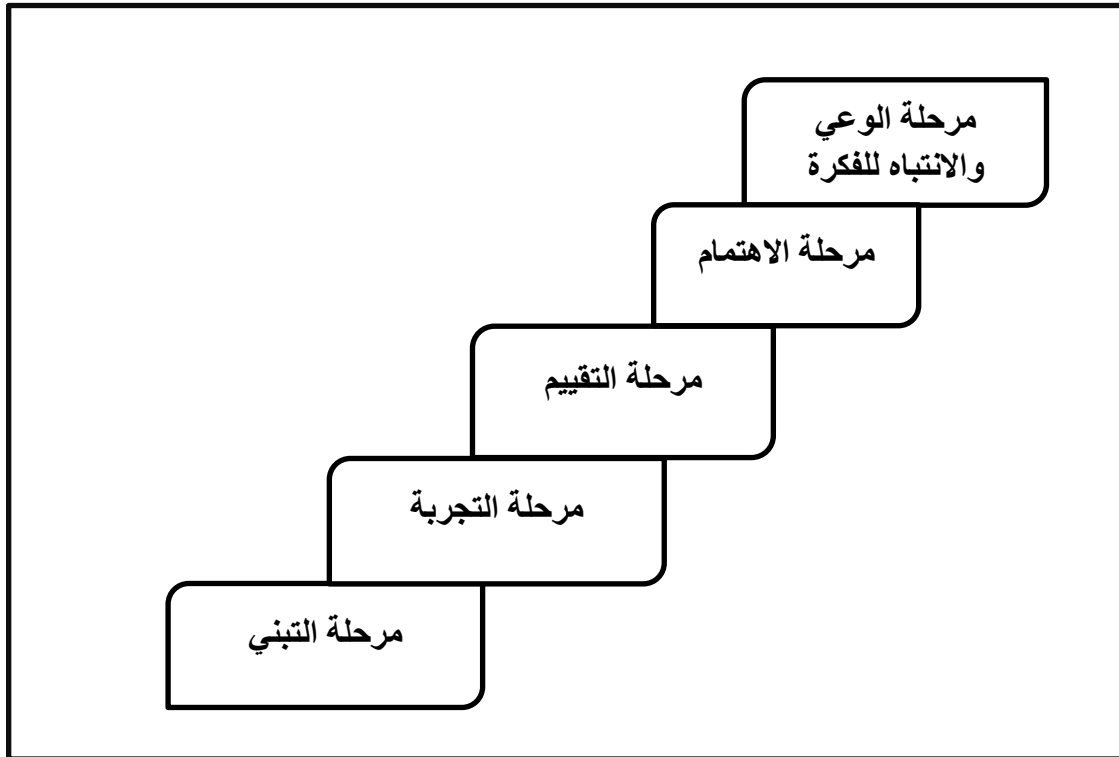 مرحلة الوعي
والانتباه للفكرة
مرحلة الاهتمام
مرحلة التقييم
مرحلة التجربة
مرحلة التبني